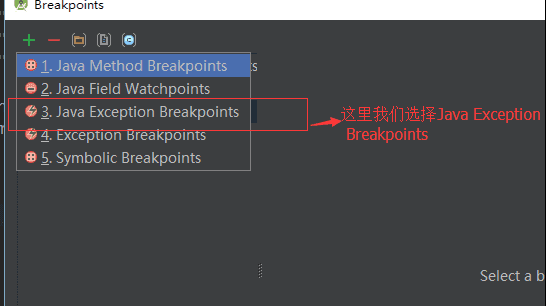 Breakpoints
1. Java Method Breakpoints
2. Java Field Watchpoints
3. Java Exception Breakpoints
4. Exception Breakpoints
5. Symbolic Breakpoints
这里我们选择Java Exception
Breakpoints
Select a b